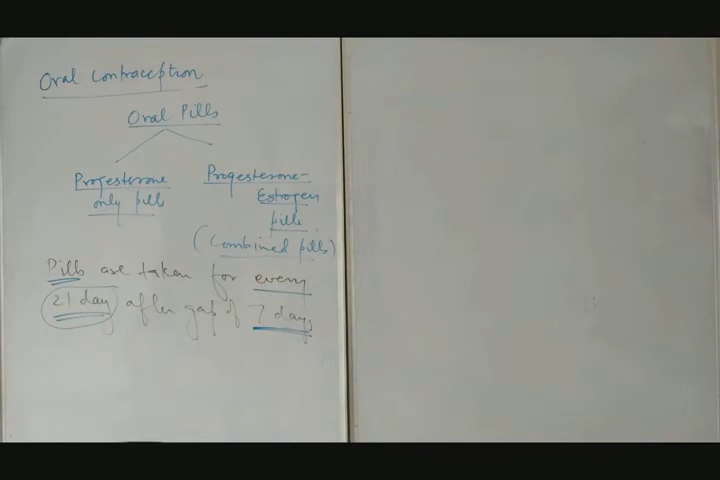 Oral Contraception
Oral Pills
Progesterone
only pills
Progesterone-
Estrogen
pills
(Combined pills)
Pills are taken for every
21 day after gap of 7 days